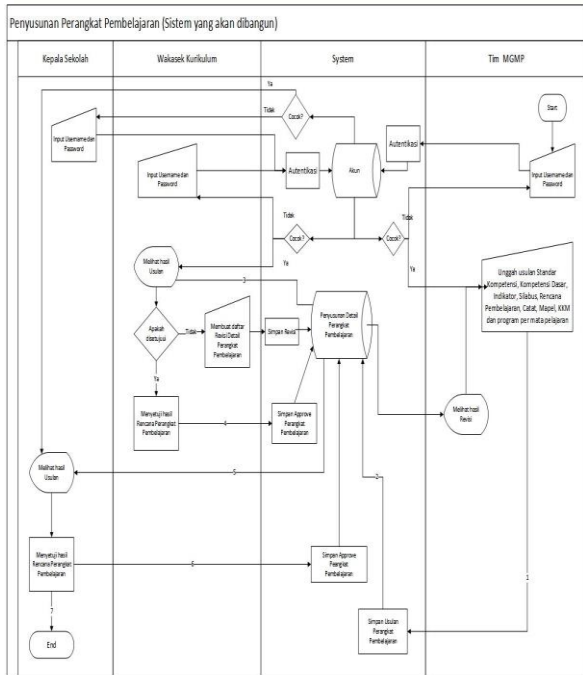 Penyusunan Perangkat Pembelajaran (Sistem yang akan dibangun)
Kepala Sekolah
Wakasek Kurikulum
System
Tim MGMP
Ya
Tidak
Cocok?
Start
Input Username dan
Password
Input Username dan
Password
Autentikasi
Akun
Autentikasi
Input Username dan
Password
Tidak
Cocok?
Cocok?
Tidak
Ya
Ya
Melihat hasil
Usulan
3
Unggah usulan Standar
Kompetensi, Kompetensi Dasar,
Indikator, Silabus, Rencana
Pembelajaran, Catat, Mapel, KKM
dan program per mata pelajaran
Apakah
disetujui
Tidak
Membuat daftar
Revisi Detail
Perangkat
Pembelajaran
Simpan Revisi
Penyusunan Detail
Perangkat
Pembelajaran
Ya
Menyetuji hasil
Rencana Perangkat
Pembelajaran
4
Simpan Approve
Perangkat
Pembelajaran
Melihat hasil
Revisi
Melihat hasil
Usulan
5
2
Menyetuji hasil
Rencana Perangkat
Pembelajaran
6
Simpan Approve
Perangkat
Pembelajaran
1
7
End
Simpan Usulan
Perangkat
Pembelajaran